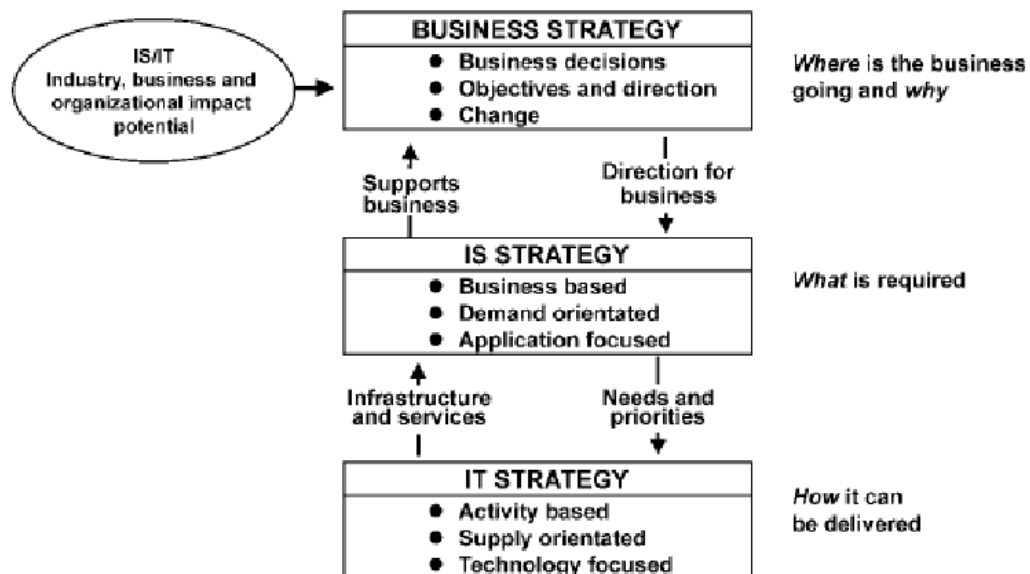 IS/IT
Industry, business and
organizational impact
potential
BUSINESS STRATEGY
● Business decisions
● Objectives and direction
● Change
Where is the business
going and why
Supports
business
Direction for
business
IS STRATEGY
● Business based
● Demand orientated
● Application focused
What is required
Infrastructure
and services
Needs and
priorities
IT STRATEGY
● Activity based
● Supply orientated
● Technology focused
How it can
be delivered